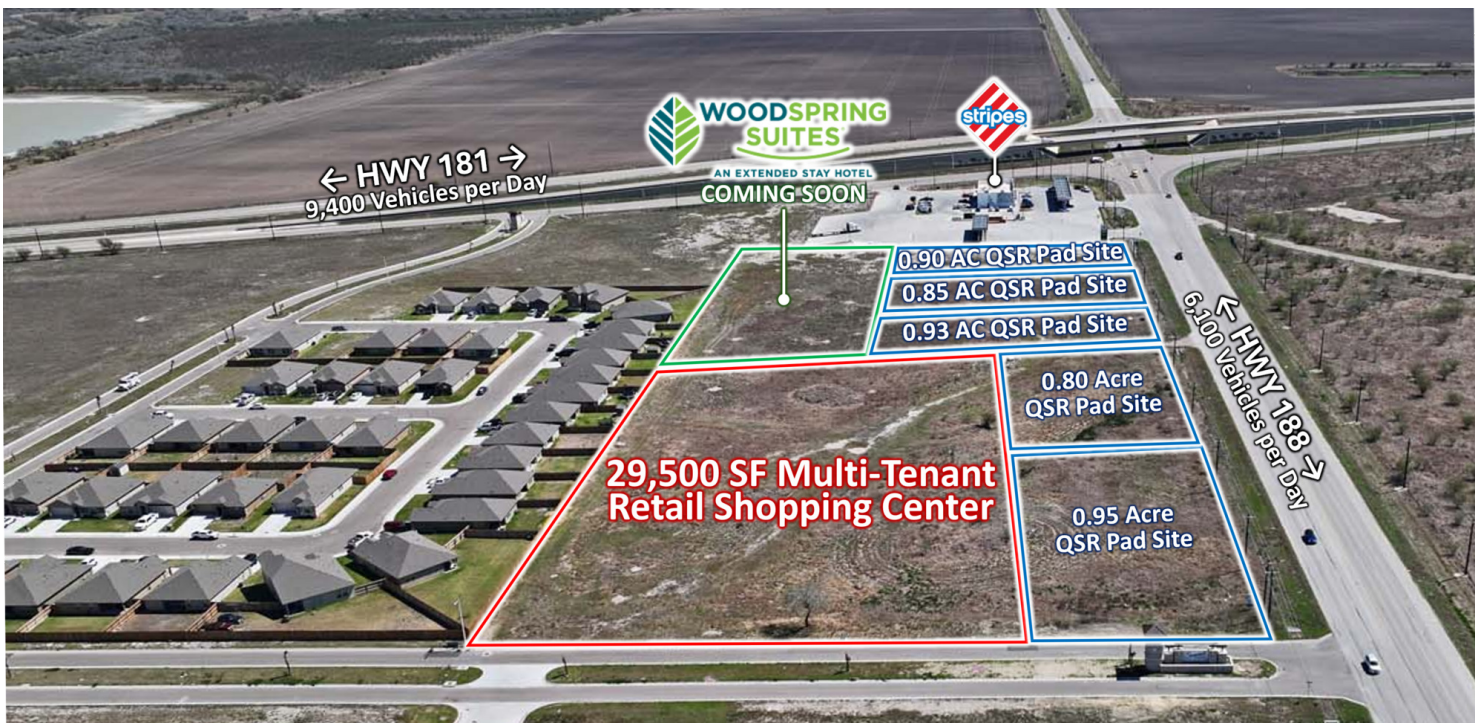 WOODSPRING
SUITES
AN EXTENDED STAY HOTEL
COMING SOON
stripes
← HWY 181 →
9,400 Vehicles per Day
0.90 AC QSR Pad Site
0.85 AC QSR Pad Site
0.93 AC QSR Pad Site
← HWY 188 →
6,100 Vehicles per Day
0.80 Acre
QSR Pad Site
29,500 SF Multi-Tenant
Retail Shopping Center
0.95 Acre
QSR Pad Site